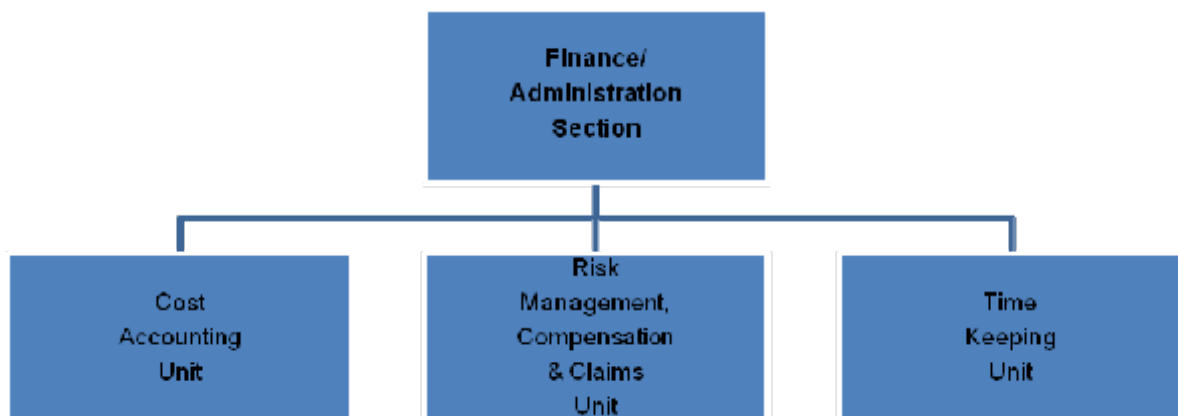 Finance/
Administration
Section
Cost
Accounting
Unit
Risk
Management,
Compensation
& Claims
Unit
Time
Keeping
Unit